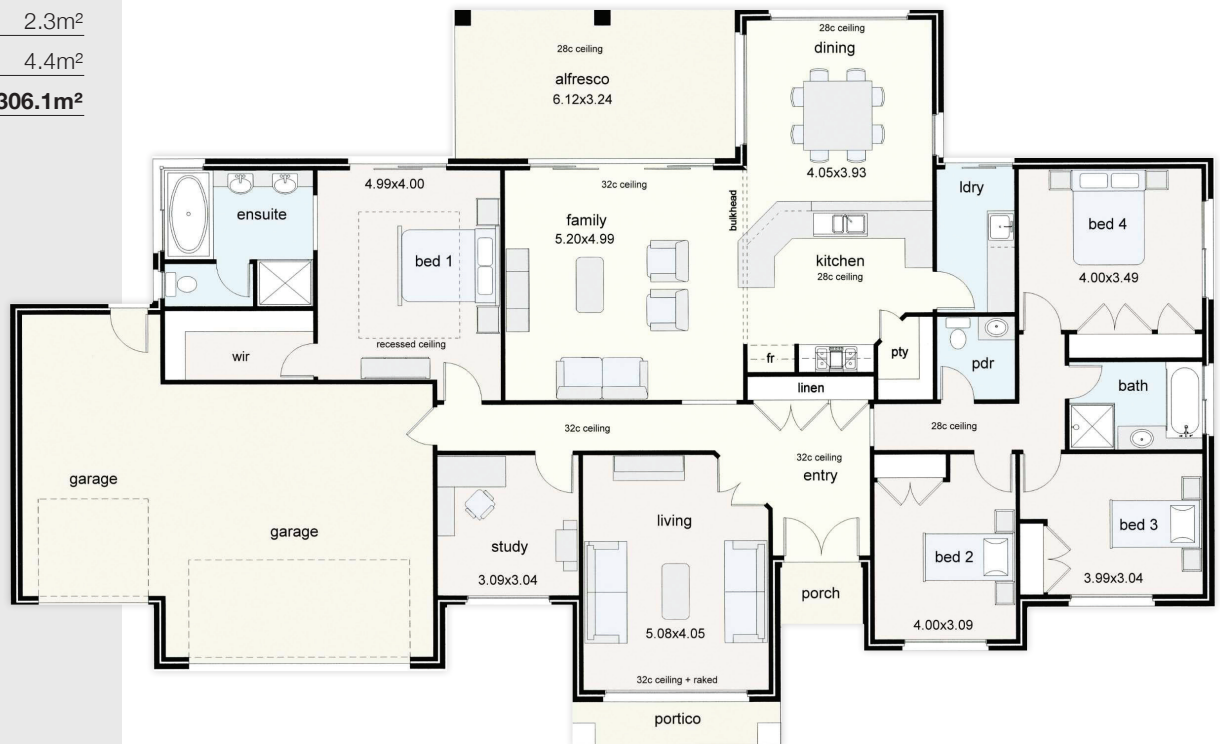 2.3m²
4.4m²
306.1m²
28c ceiling
alfresco
6.12x3.24
28c ceiling
dining
4.05x3.93
ensuite
4.99x4.00
bed 1
recessed ceiling
wir
32c ceiling
family
5.20x4.99
bulkhead
kitchen
28c ceiling
fr
pty
linen
ldry
pdr
bed 4
4.00x3.49
bath
garage
garage
32c ceiling
study
3.09x3.04
living
5.08x4.05
32c ceiling + raked
portico
32c ceiling
entry
porch
28c ceiling
bed 2
4.00x3.09
bed 3
3.99x3.04